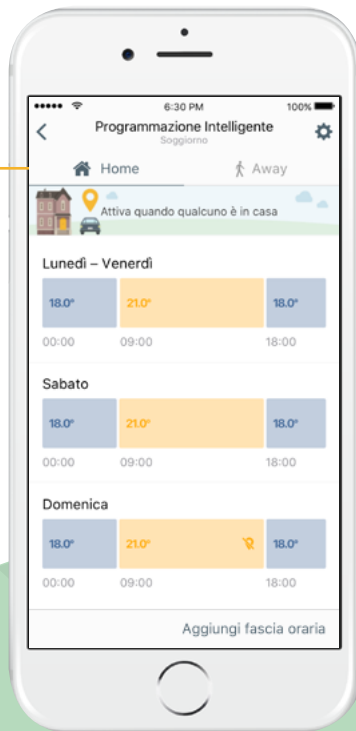 6:30 PM
100%
Programmazione Intelligente
Soggiorno
Home
Away
Attiva quando qualcuno è in casa
Lunedì – Venerdì
18.0° 21.0° 18.0°
00:00 09:00 18:00
Sabato
18.0° 21.0° 18.0°
00:00 09:00 18:00
Domenica
18.0° 21.0° 18.0°
00:00 09:00 18:00
Aggiungi fascia oraria